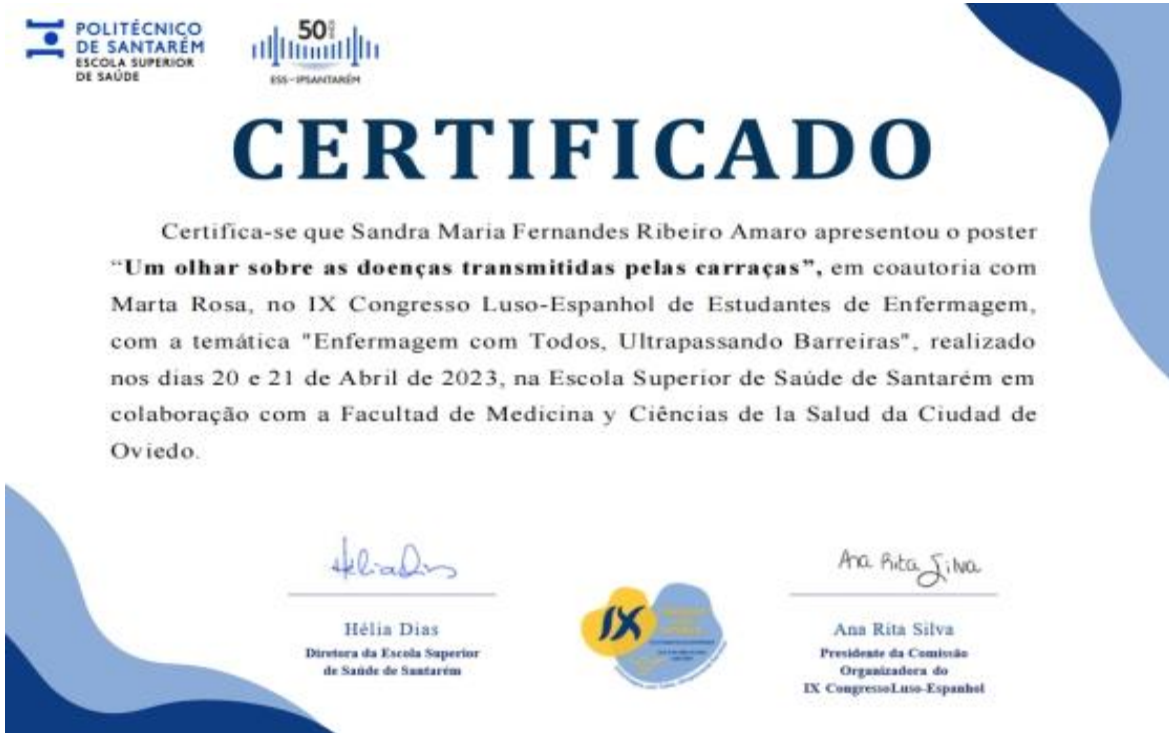 POLITÉCNICO
DE SANTARÉM
ESCOLA SUPERIOR
DE SAÚDE
50 anos
ESS-IPSANTARÉM
CERTIFICADO
Certifica-se que Sandra Maria Fernandes Ribeiro Amaro apresentou o poster
“Um olhar sobre as doenças transmitidas pelas carraças”, em coautoria com
Marta Rosa, no IX Congresso Luso-Espanhol de Estudantes de Enfermagem,
com a temática "Enfermagem com Todos, Ultrapassando Barreiras", realizado
nos dias 20 e 21 de Abril de 2023, na Escola Superior de Saúde de Santarém em
colaboração com a Facultad de Medicina y Ciências de la Salud da Ciudad de
Oviedo.
Hélia Dias
Ana Rita Silva
Hélia Dias
Diretora da Escola Superior
de Saúde de Santarém
IX
Ana Rita Silva
Presidente da Comissão
Organizadora do
IX CongressoLuso-Espanhol